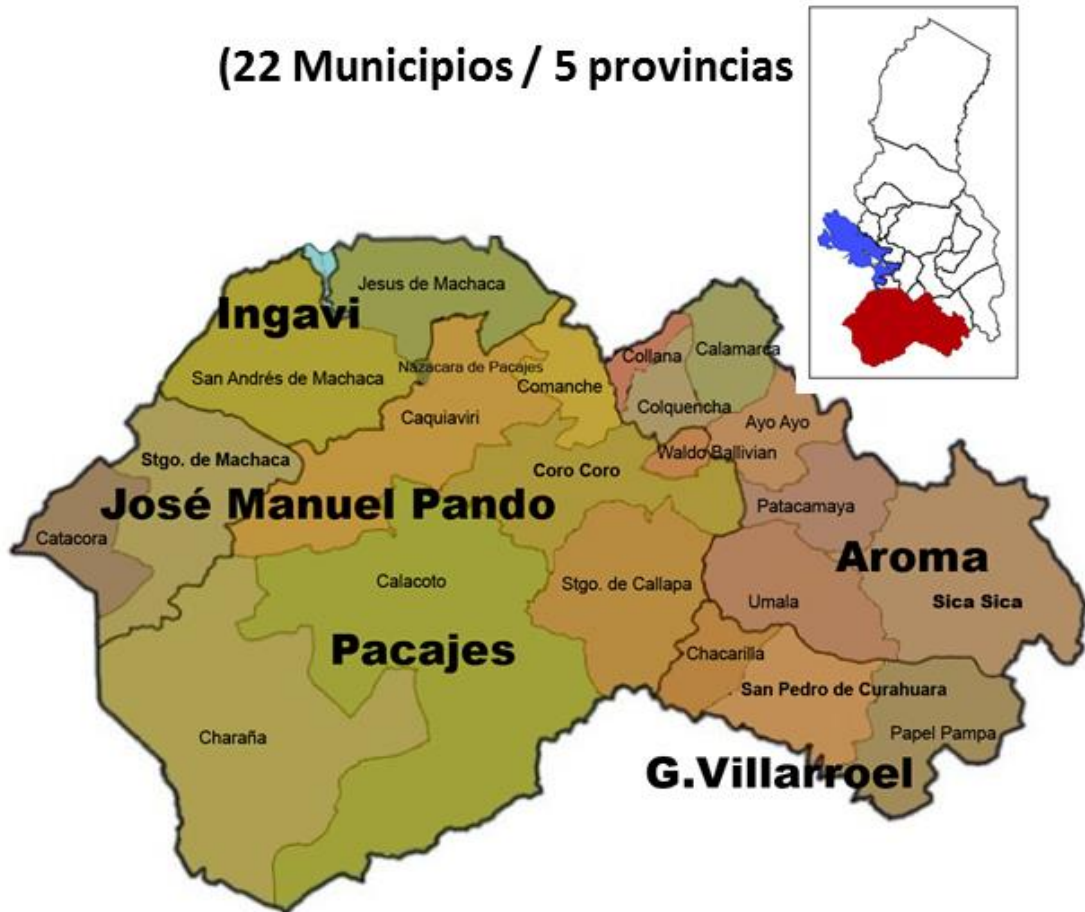 (22 Municipios / 5 provincias
Jesus de Machaca
Ingavi
San Andrés de Machaca
Nazacara de Pacajes
Comanche
Collana
Calamarca
Colquencha
Caquiaviri
Ayo Ayo
Waldo Ballivian
Stgo. de Machaca
Coro Coro
José Manuel Pando
Patacamaya
Catacora
Aroma
Calacoto
Stgo. de Callapa
Umala
Sica Sica
Pacajes
Chacarilla
San Pedro de Curahuara
Charaña
Papel Pampa
G.Villarroel